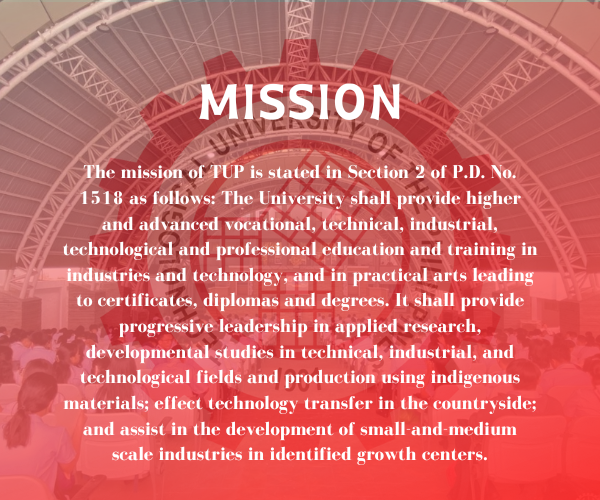 MISSION
The mission of TUP is stated in Section 2 of P.D. No.
1518 as follows: The University shall provide higher
and advanced vocational, technical, industrial,
technological and professional education and training in
industries and technology, and in practical arts leading
to certificates, diplomas and degrees. It shall provide
progressive leadership in applied research,
developmental studies in technical, industrial, and
technological fields and production using indigenous
materials; effect technology transfer in the countryside;
and assist in the development of small-and-medium
scale industries in identified growth centers.
UNIVERSITY OF